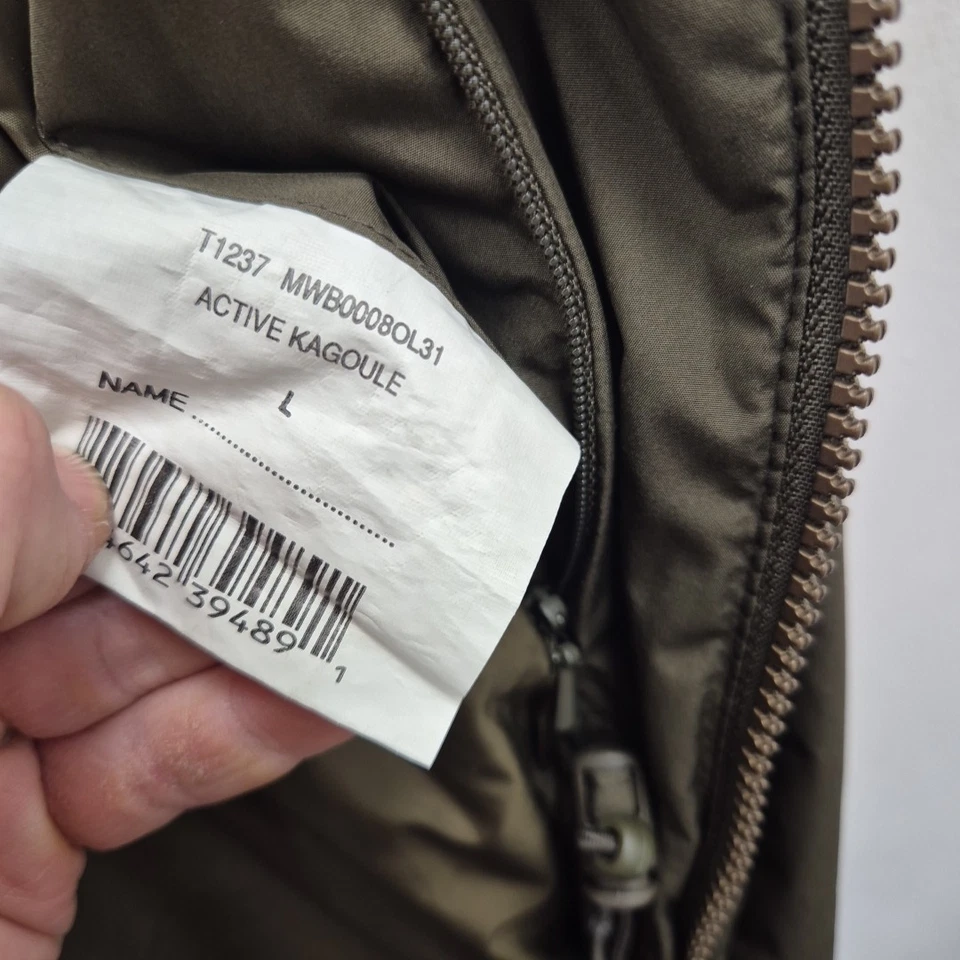 T1237 MWB0008OL31
ACTIVE KAGOULE
L
NAME ..............................
4642 39489 1